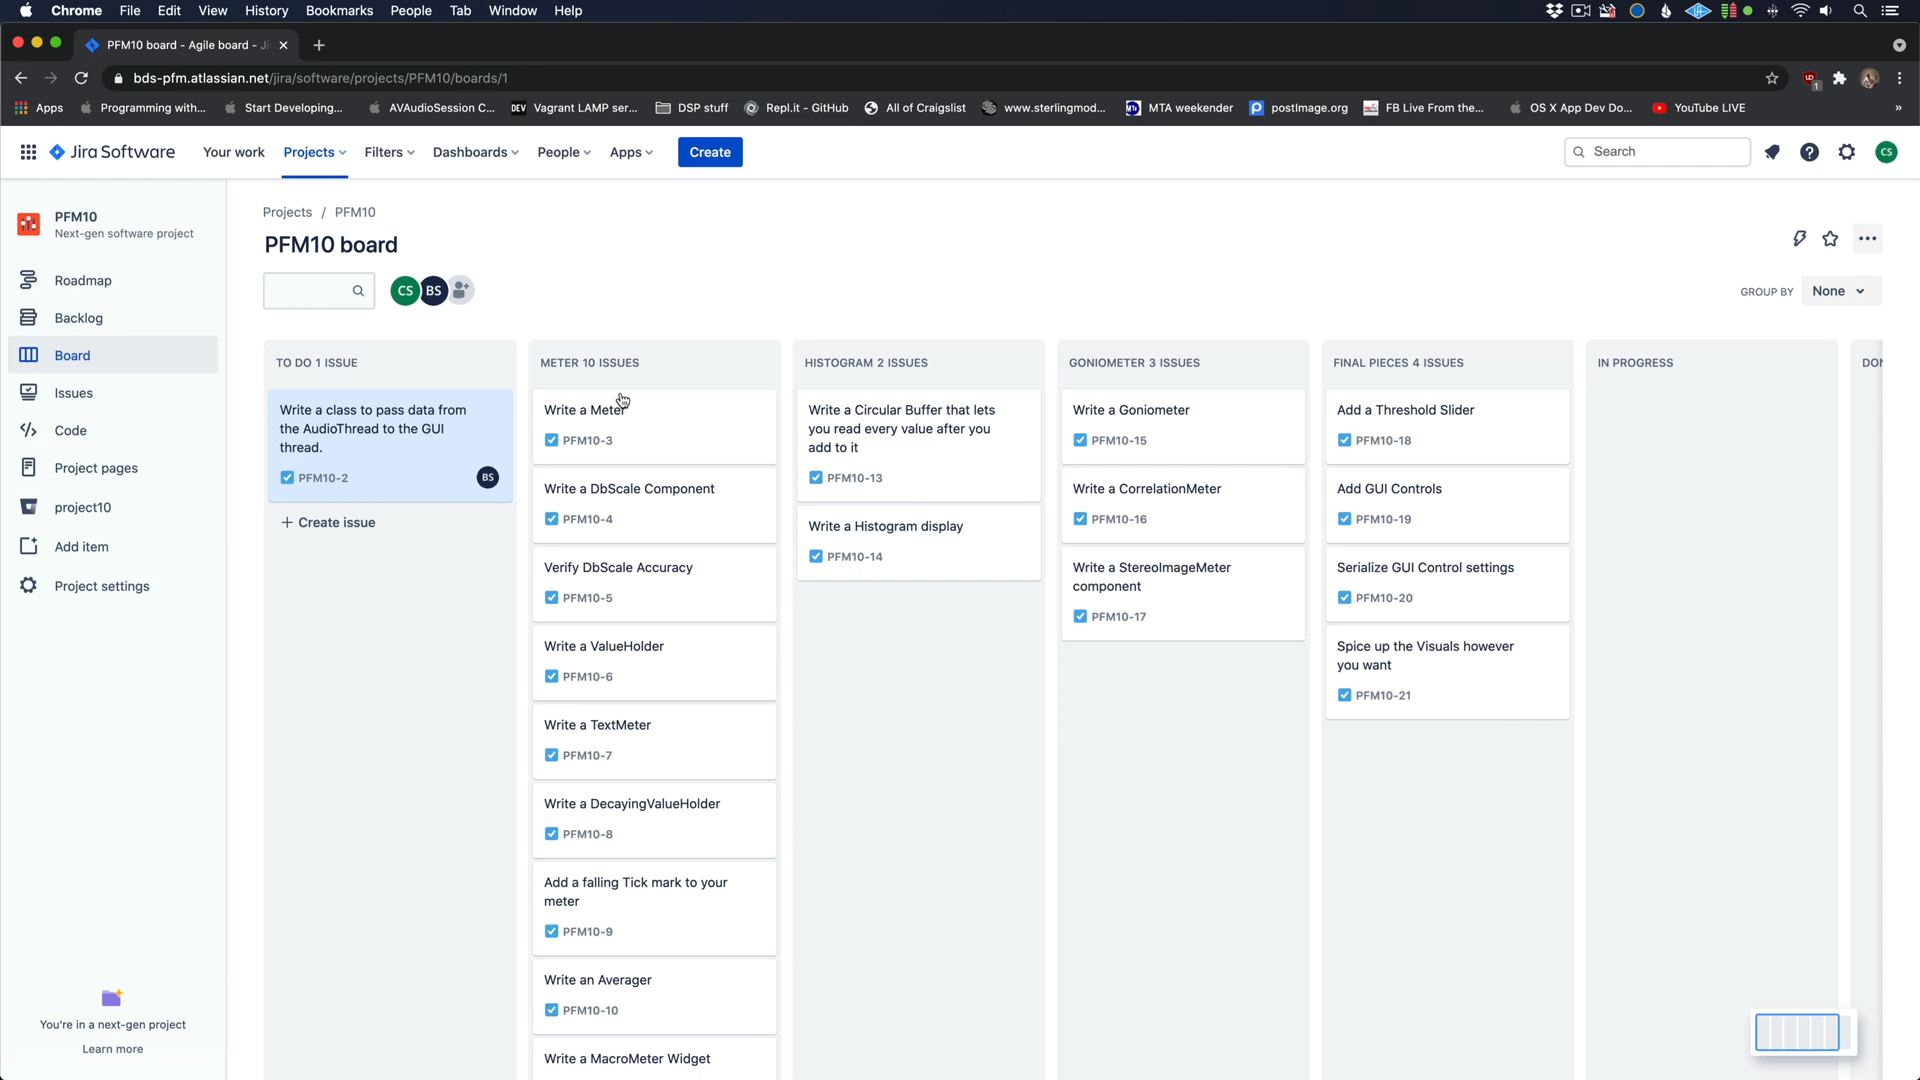 Chrome File Edit View History Bookmarks People Tab Window Help
PFM10 board - Agile board - Ji
bds-pfm.atlassian.net/jira/software/projects/PFM10/boards/1
UD
1
Apps Programming with... Start Developing... AVAudioSession C... DEV Vagrant LAMP ser... DSP stuff Repl.it - GitHub All of Craigslist www.sterlingmod... MTA weekender postImage.org FB Live From the... OS X App Dev Do... YouTube LIVE »
Jira Software Your work Projects Filters Dashboards People Apps Create Search CS
PFM10
Next-gen software project
Roadmap
Backlog
Board
Issues
Code
Project pages
project10
Add item
Project settings
You're in a next-gen project
Learn more
Projects / PFM10
PFM10 board
CS BS
GROUP BY None
TO DO 1 ISSUE
Write a class to pass data from
the AudioThread to the GUI
thread.
PFM10-2 BS
+ Create issue
METER 10 ISSUES
Write a Meter
PFM10-3
Write a DbScale Component
PFM10-4
Verify DbScale Accuracy
PFM10-5
Write a ValueHolder
PFM10-6
Write a TextMeter
PFM10-7
Write a DecayingValueHolder
PFM10-8
Add a falling Tick mark to your
meter
PFM10-9
Write an Averager
PFM10-10
Write a MacroMeter Widget
HISTOGRAM 2 ISSUES
Write a Circular Buffer that lets
you read every value after you
add to it
PFM10-13
Write a Histogram display
PFM10-14
GONIOMETER 3 ISSUES
Write a Goniometer
PFM10-15
Write a CorrelationMeter
PFM10-16
Write a StereoImageMeter
component
PFM10-17
FINAL PIECES 4 ISSUES
Add a Threshold Slider
PFM10-18
Add GUI Controls
PFM10-19
Serialize GUI Control settings
PFM10-20
Spice up the Visuals however
you want
PFM10-21
IN PROGRESS
DON